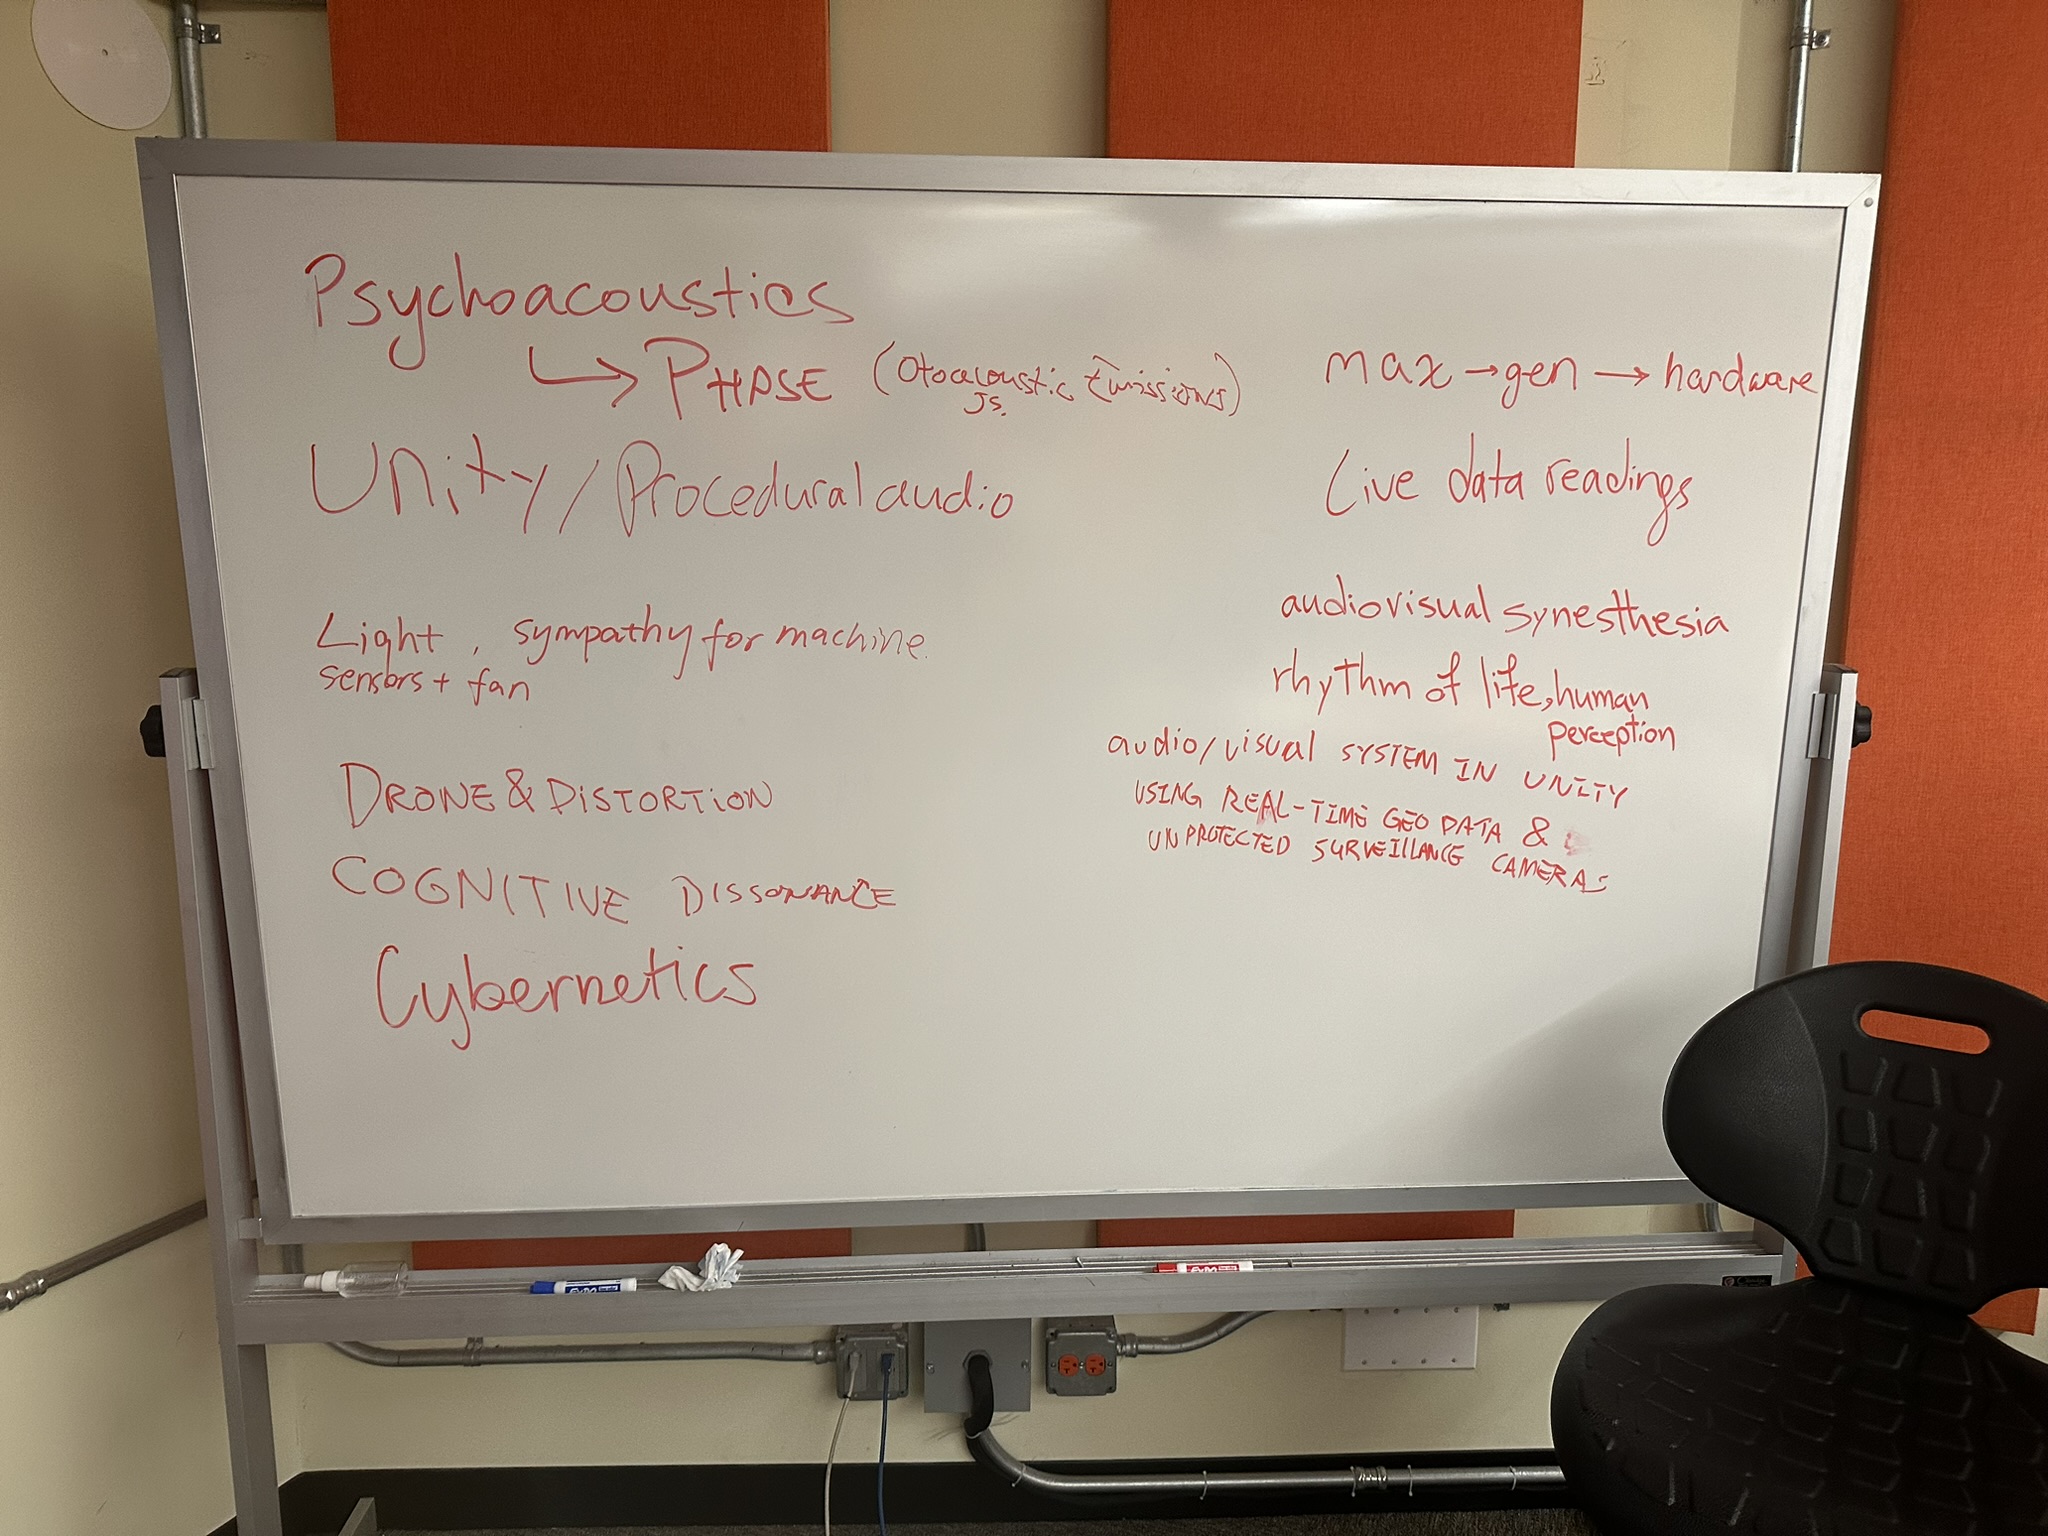 Psychoacoustics
↳ PHASE (Otoacoustic Emissions)
JS.
Unity / Procedural audio
Light, sympathy for machine.
sensors + fan
DRONE & DISTORTION
COGNITIVE DISSONANCE
Cybernetics
max → gen → hardware
Live data readings
audiovisual synesthesia
rhythm of life, human
perception
audio/visual SYSTEM IN UNITY
USING REAL-TIME GEO DATA &
UNPROTECTED SURVEILLANCE CAMERAS
EXPO
EXPO